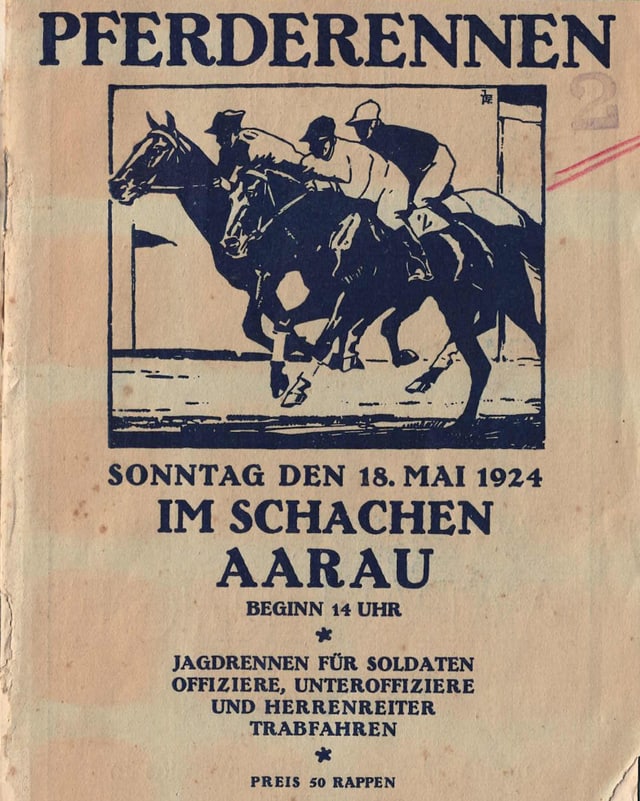 PFERDERENNEN
2
2
SONNTAG DEN 18. MAI 1924
IM SCHACHEN
AARAU
BEGINN 14 UHR
JAGDRENNEN FÜR SOLDATEN
OFFIZIERE, UNTEROFFIZIERE
UND HERRENREITER
TRABFAHREN
PREIS 50 RAPPEN